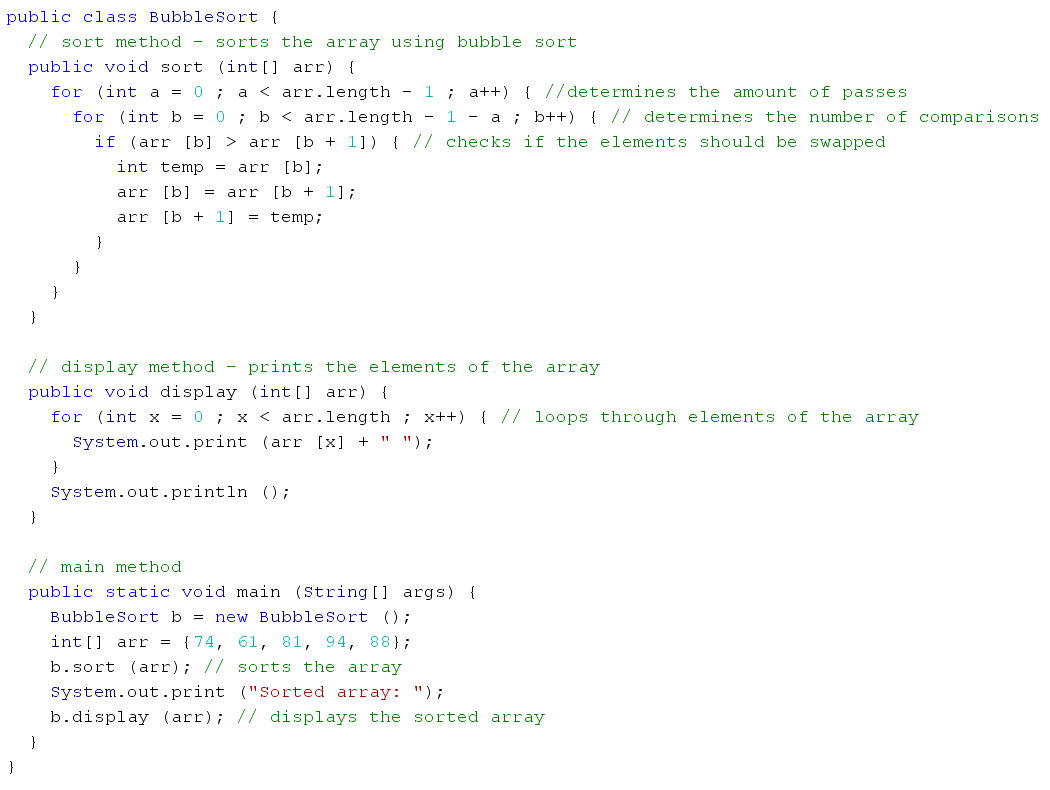 public class BubbleSort {
  // sort method - sorts the array using bubble sort
  public void sort (int[] arr) {
    for (int a = 0 ; a < arr.length - 1 ; a++) { //determines the amount of passes
      for (int b = 0 ; b < arr.length - 1 - a ; b++) { // determines the number of comparisons
        if (arr [b] > arr [b + 1]) { // checks if the elements should be swapped
          int temp = arr [b];
          arr [b] = arr [b + 1];
          arr [b + 1] = temp;
        }
      }
    }
  }

  // display method - prints the elements of the array
  public void display (int[] arr) {
    for (int x = 0 ; x < arr.length ; x++) { // loops through elements of the array
      System.out.print (arr [x] + " ");
    }
    System.out.println ();
  }

  // main method
  public static void main (String[] args) {
    BubbleSort b = new BubbleSort ();
    int[] arr = {74, 61, 81, 94, 88};
    b.sort (arr); // sorts the array
    System.out.print ("Sorted array: ");
    b.display (arr); // displays the sorted array
  }
}